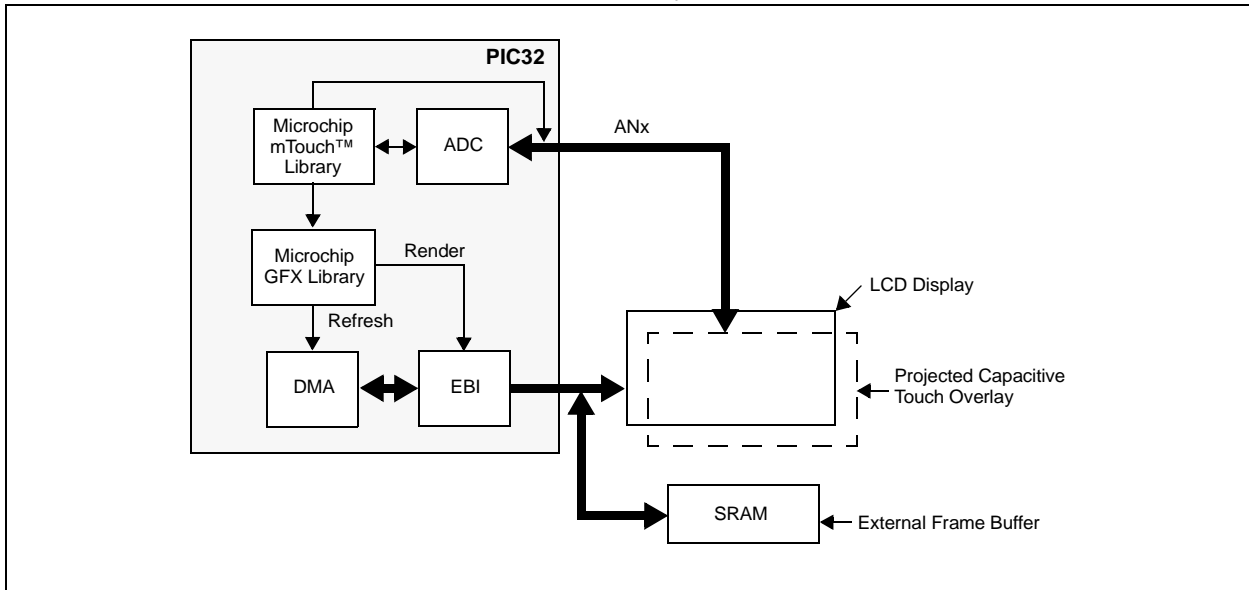 PIC32
Microchip
mTouch™
Library
ADC
ANx
Microchip
GFX Library
Render
LCD Display
Refresh
DMA
EBI
Projected Capacitive
Touch Overlay
SRAM
External Frame Buffer